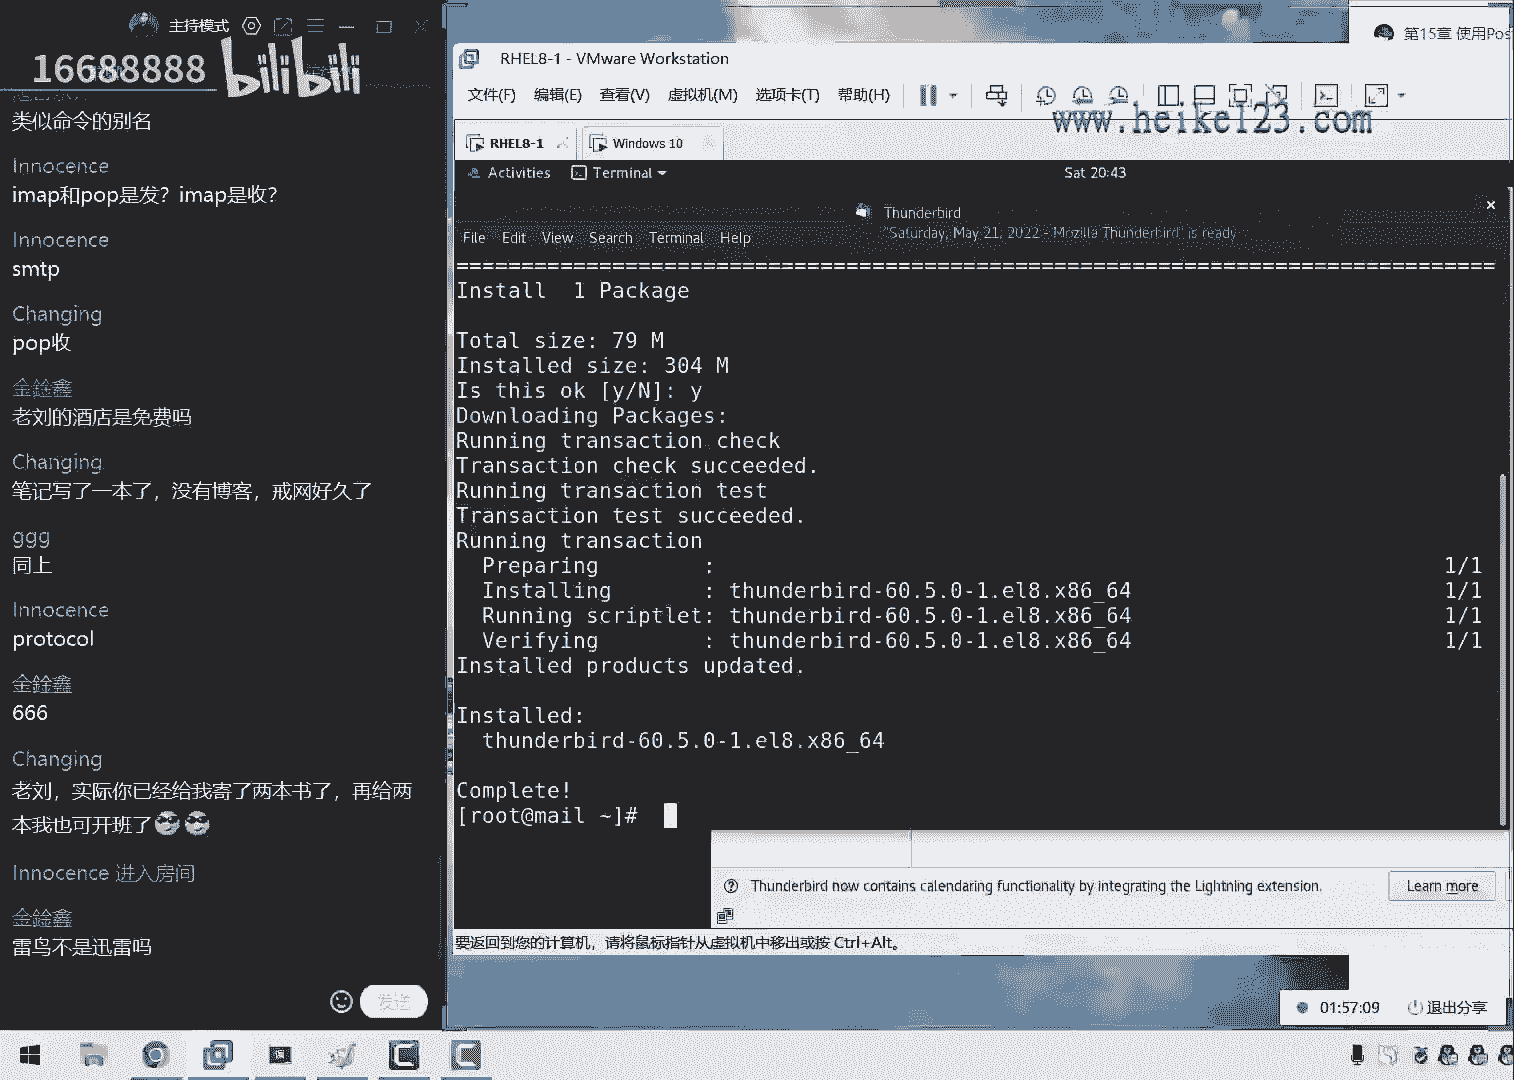 主持模式
16688888 bilibili
类似命令的别名
Innocence
imap和pop是发？imap是收？
Innocence
smtp
Changing
pop收
金鍂鑫
老刘的酒店是免费吗
Changing
笔记写了一本了，没有博客，戒网好久了
ggg
同上
Innocence
protocol
金鍂鑫
666
Changing
老刘，实际你已经给我寄了两本书了，再给两
本我也可开班了
Innocence 进入房间
金鍂鑫
雷鸟不是迅雷吗
发送
第15章 使用Pos
RHEL8-1 - VMware Workstation
文件(F) 编辑(E) 查看(V) 虚拟机(M) 选项卡(T) 帮助(H)
www.heike123.com
RHEL8-1 Windows 10
Activities Terminal Sat 20:43
Thunderbird
"Saturday, May 21, 2022 - Mozilla Thunderbird" is ready
File Edit View Search Terminal Help
================================================================================
Install  1 Package
Total size: 79 M
Installed size: 304 M
Is this ok [y/N]: y
Downloading Packages:
Running transaction check
Transaction check succeeded.
Running transaction test
Transaction test succeeded.
Running transaction
Preparing : 1/1
Installing : thunderbird-60.5.0-1.el8.x86_64 1/1
Running scriptlet: thunderbird-60.5.0-1.el8.x86_64 1/1
Verifying : thunderbird-60.5.0-1.el8.x86_64 1/1
Installed products updated.
Installed:
thunderbird-60.5.0-1.el8.x86_64
Complete!
[root@mail ~]#
Thunderbird now contains calendaring functionality by integrating the Lightning extension. Learn more
要返回到您的计算机，请将鼠标指针从虚拟机中移出或按 Ctrl+Alt。
01:57:09 退出分享